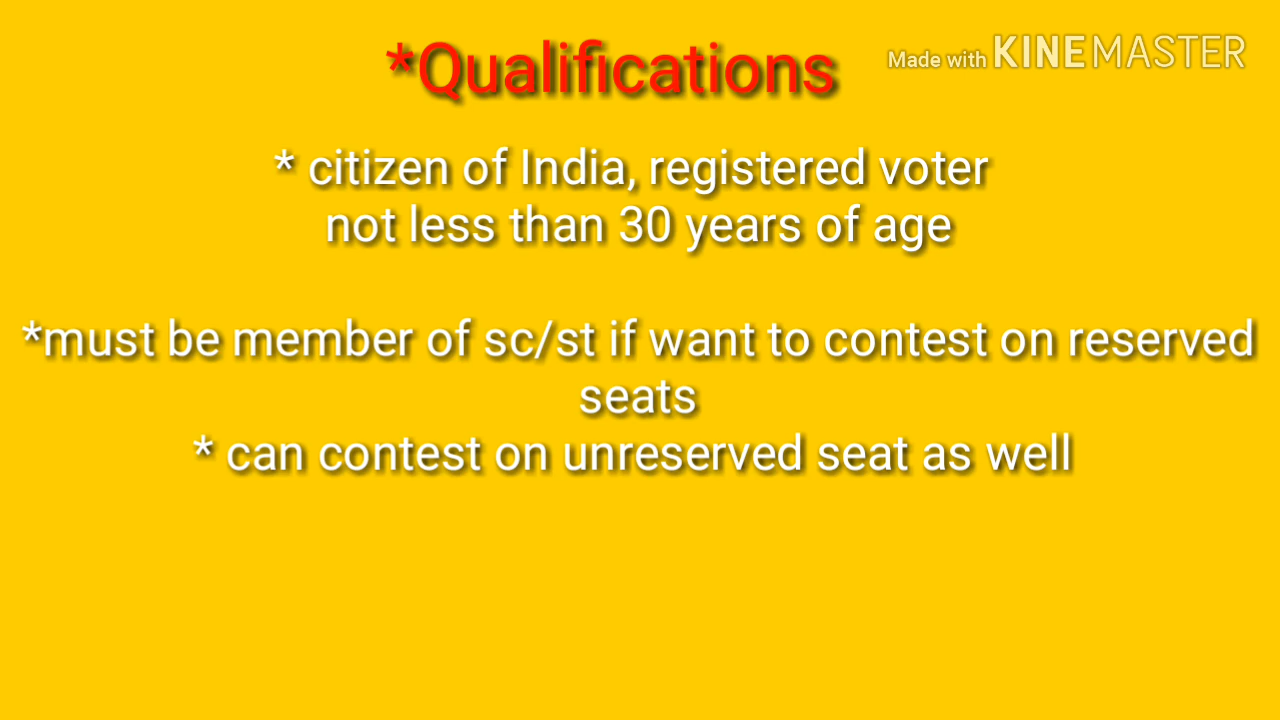 *Qualifications
Made with KINEMASTER
* citizen of India, registered voter
not less than 30 years of age
*must be member of sc/st if want to contest on reserved
seats
* can contest on unreserved seat as well